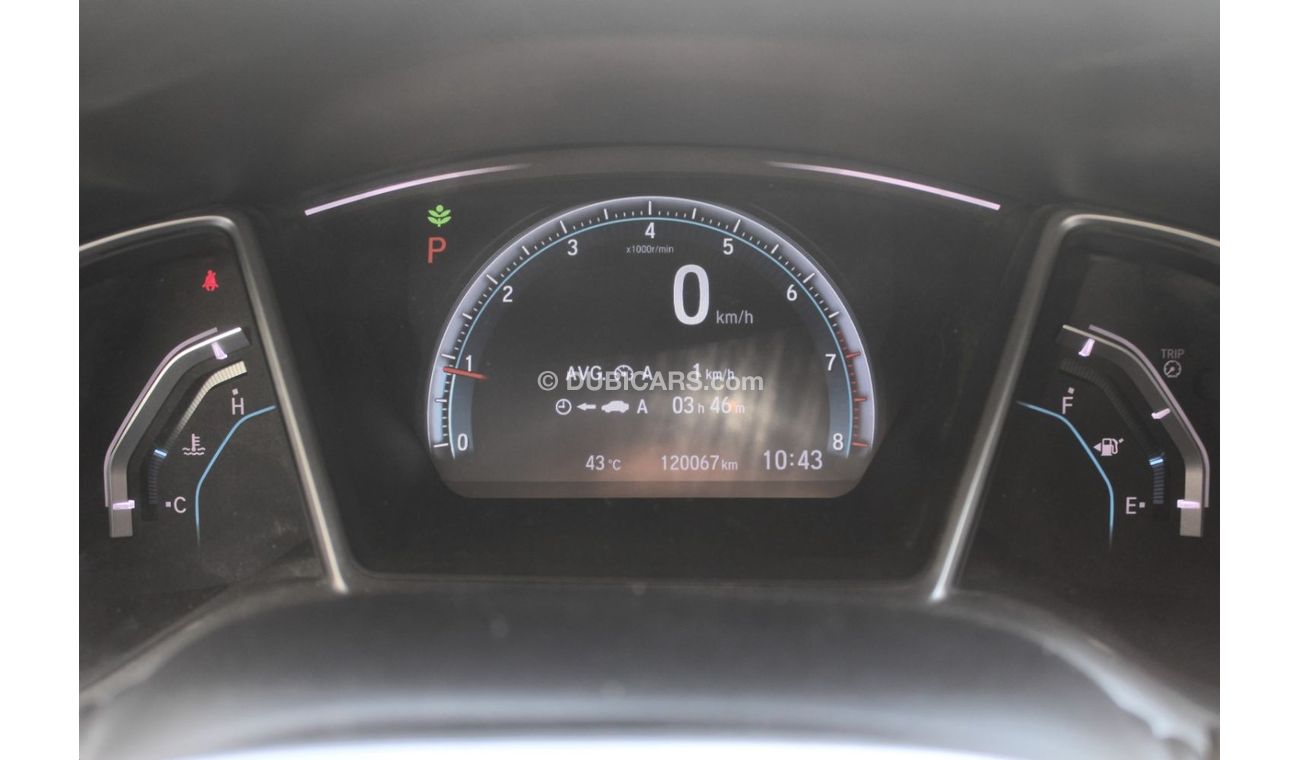 P
4
3 5
x1000r/min
2 6
0 km/h
1 7
AVG. A 1 km/h
© DUBICARS.com
A 03 h 46 m
0 8
43 °C 120067 km 10:43
H
C
TRIP
F
E